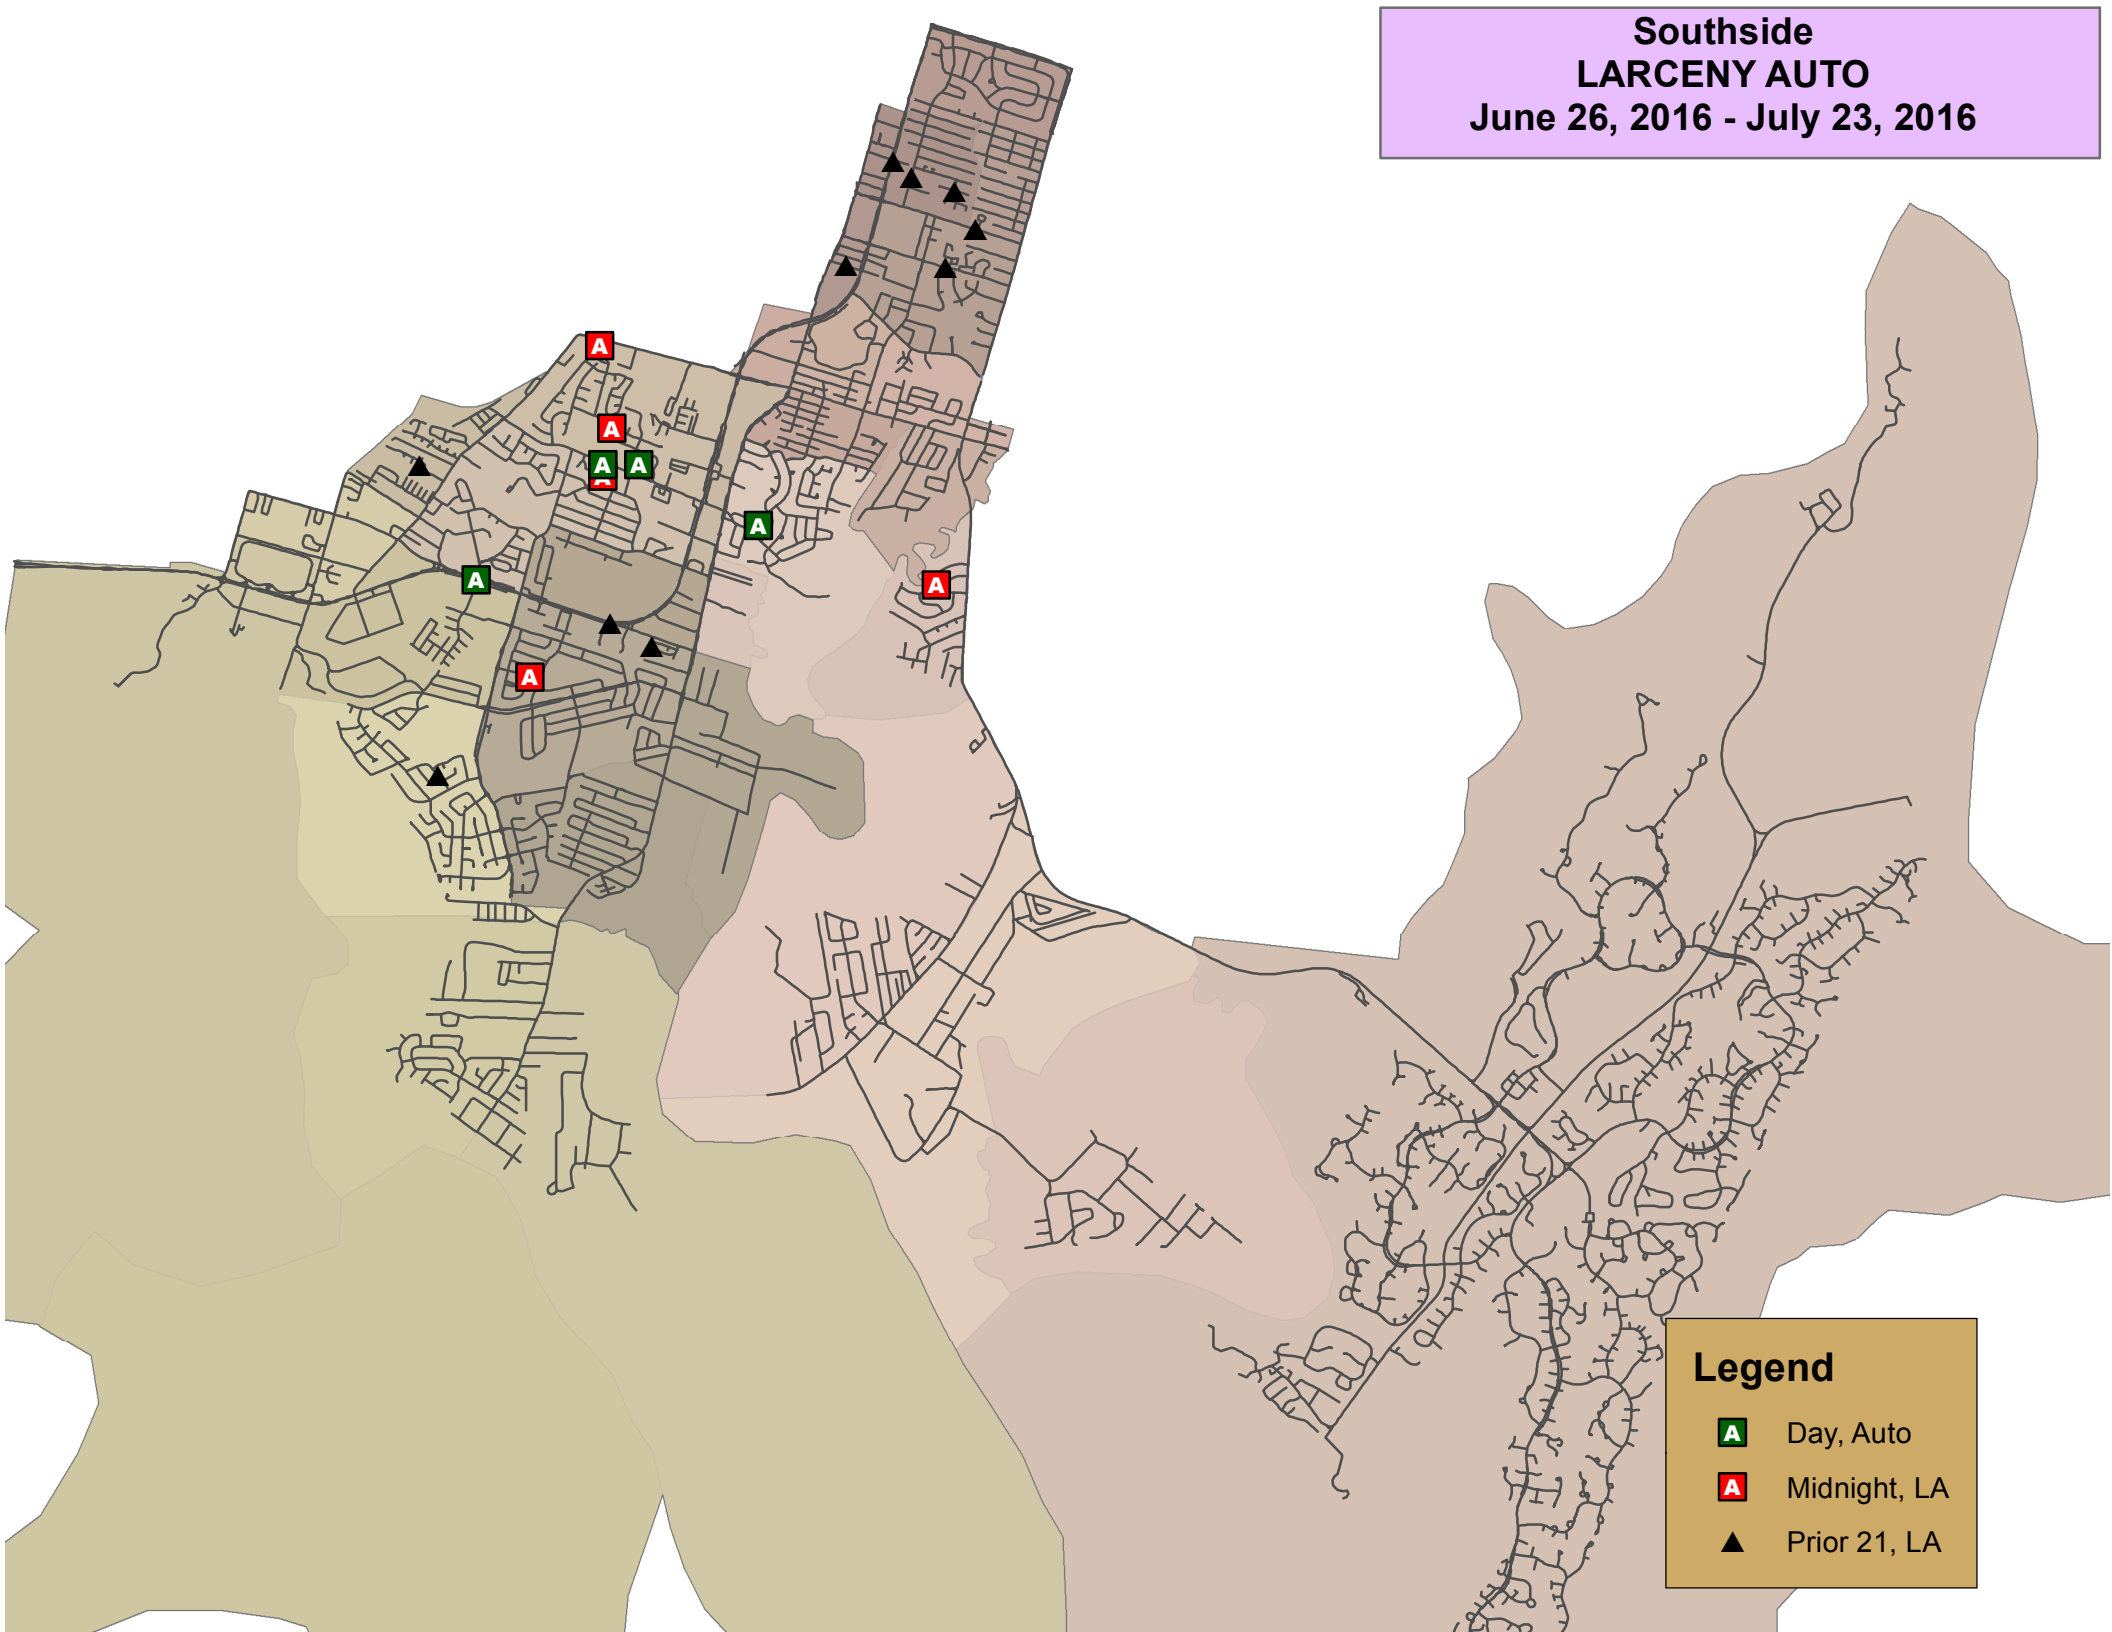 Southside
LARCENY AUTO
June 26, 2016 - July 23, 2016
A
A
A
A
A
A
A
A
A
Legend
A Day, Auto
A Midnight, LA
Prior 21, LA